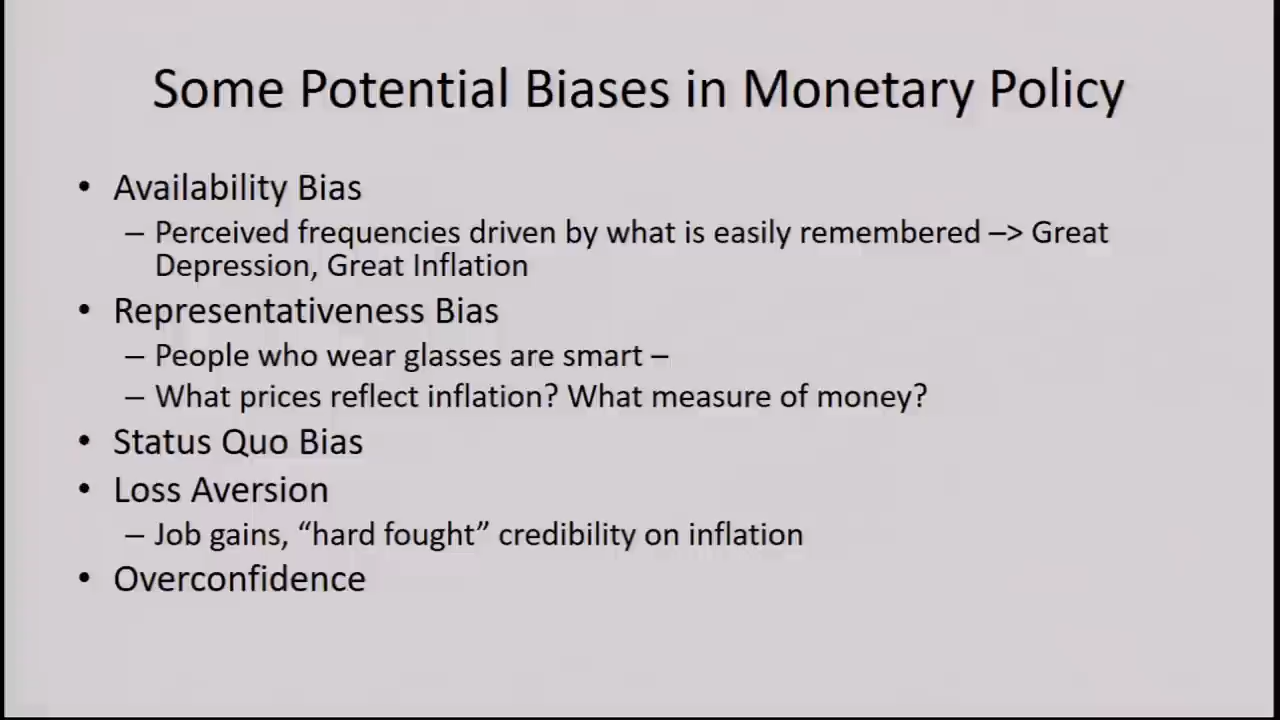 Some Potential Biases in Monetary Policy
• Availability Bias
– Perceived frequencies driven by what is easily remembered –> Great
Depression, Great Inflation
• Representativeness Bias
– People who wear glasses are smart –
– What prices reflect inflation? What measure of money?
• Status Quo Bias
• Loss Aversion
– Job gains, “hard fought” credibility on inflation
• Overconfidence